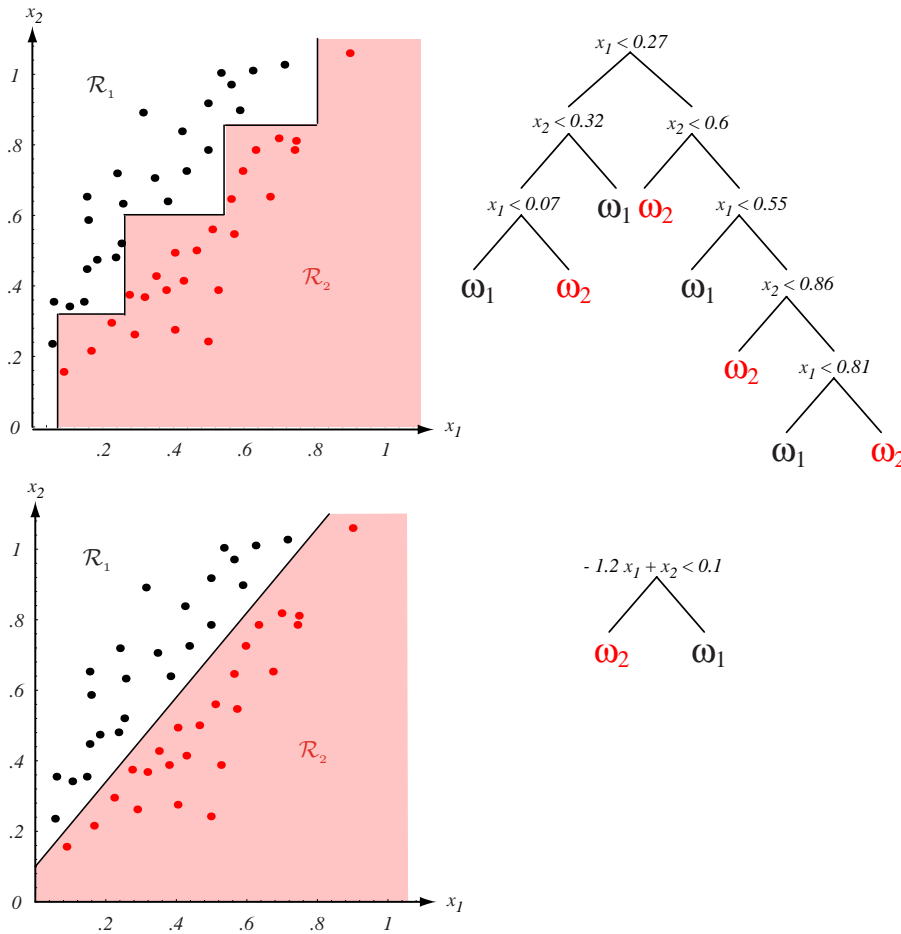 x2
1
.8
.6
.4
.2
0
.2 .4 .6 .8 1
x1
R1
R2
x1 < 0.27
x2 < 0.32 x2 < 0.6
x1 < 0.07 ω1 ω2 x1 < 0.55
ω1 ω2 ω1 x2 < 0.86
ω2 x1 < 0.81
ω1 ω2
x2
1
.8
.6
.4
.2
0
.2 .4 .6 .8 1
x1
R1
R2
- 1.2 x1 + x2 < 0.1
ω2 ω1